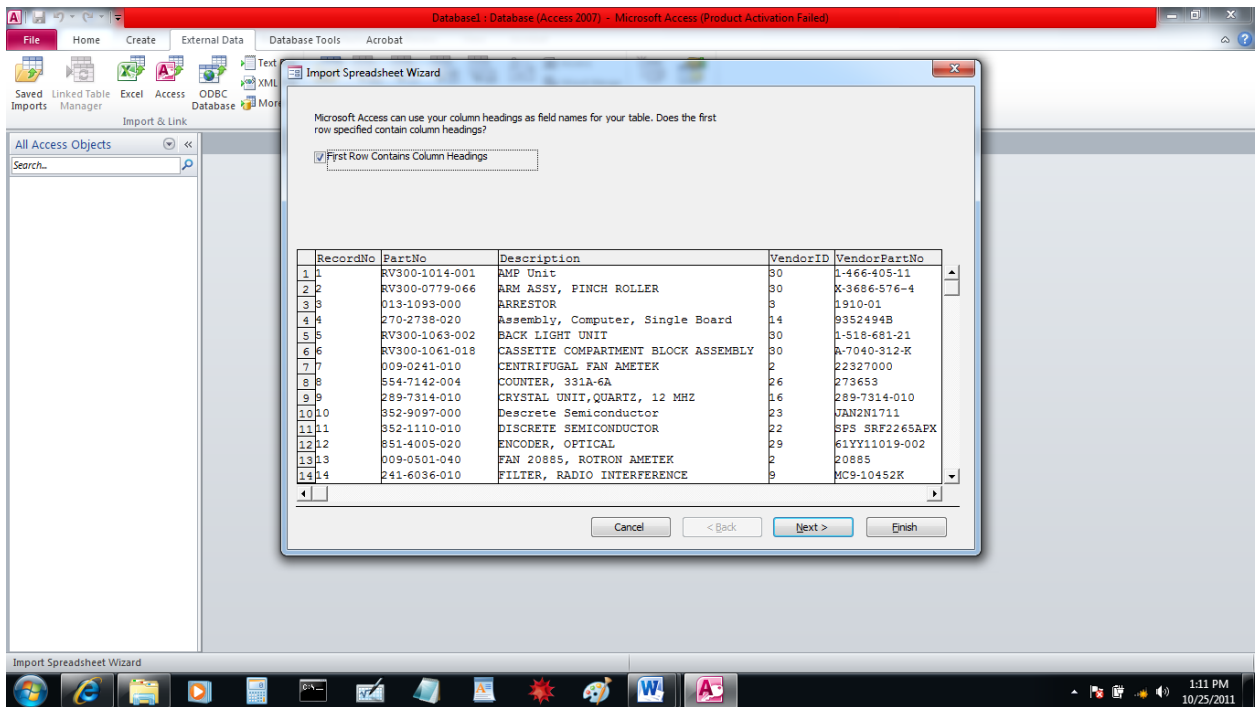 Database1 : Database (Access 2007) - Microsoft Access (Product Activation Failed)
File Home Create External Data Database Tools Acrobat
Saved Imports
Linked Table Manager
Excel
Access
ODBC Database
Text
XML
More
Import & Link
All Access Objects
Search...
Import Spreadsheet Wizard
Microsoft Access can use your column headings as field names for your table. Does the first
row specified contain column headings?
First Row Contains Column Headings
RecordNo PartNo Description VendorID VendorPartNo
1 1 RV300-1014-001 AMP Unit 30 1-466-405-11
2 2 RV300-0779-066 ARM ASSY, PINCH ROLLER 30 X-3686-576-4
3 3 013-1093-000 ARRESTOR 3 1910-01
4 4 270-2738-020 Assembly, Computer, Single Board 14 9352494B
5 5 RV300-1063-002 BACK LIGHT UNIT 30 1-518-681-21
6 6 RV300-1061-018 CASSETTE COMPARTMENT BLOCK ASSEMBLY 30 A-7040-312-K
7 7 009-0241-010 CENTRIFUGAL FAN AMETEK 2 22327000
8 8 554-7142-004 COUNTER, 331A-6A 26 273653
9 9 289-7314-010 CRYSTAL UNIT,QUARTZ, 12 MHZ 16 289-7314-010
10 10 352-9097-000 Descrete Semiconductor 23 JAN2N1711
11 11 352-1110-010 DISCRETE SEMICONDUCTOR 22 SPS SRF2265APX
12 12 851-4005-020 ENCODER, OPTICAL 29 61YY11019-002
13 13 009-0501-040 FAN 20885, ROTRON AMETEK 2 20885
14 14 241-6036-010 FILTER, RADIO INTERFERENCE 9 MC9-10452K
Cancel < Back Next > Finish
Import Spreadsheet Wizard
1:11 PM
10/25/2011